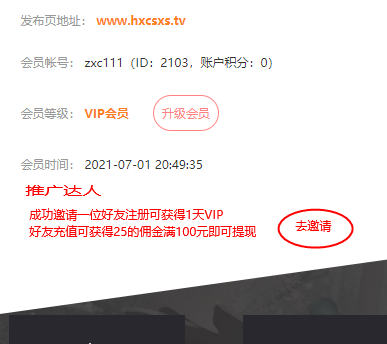 发布页地址： www.hxcsxs.tv
会员帐号： zxc111（ID：2103，账户积分：0）
会员等级： VIP会员 升级会员
会员时间： 2021-07-01 20:49:35
推广达人
成功邀请一位好友注册可获得1天VIP
好友充值可获得25的佣金满100元即可提现 去邀请